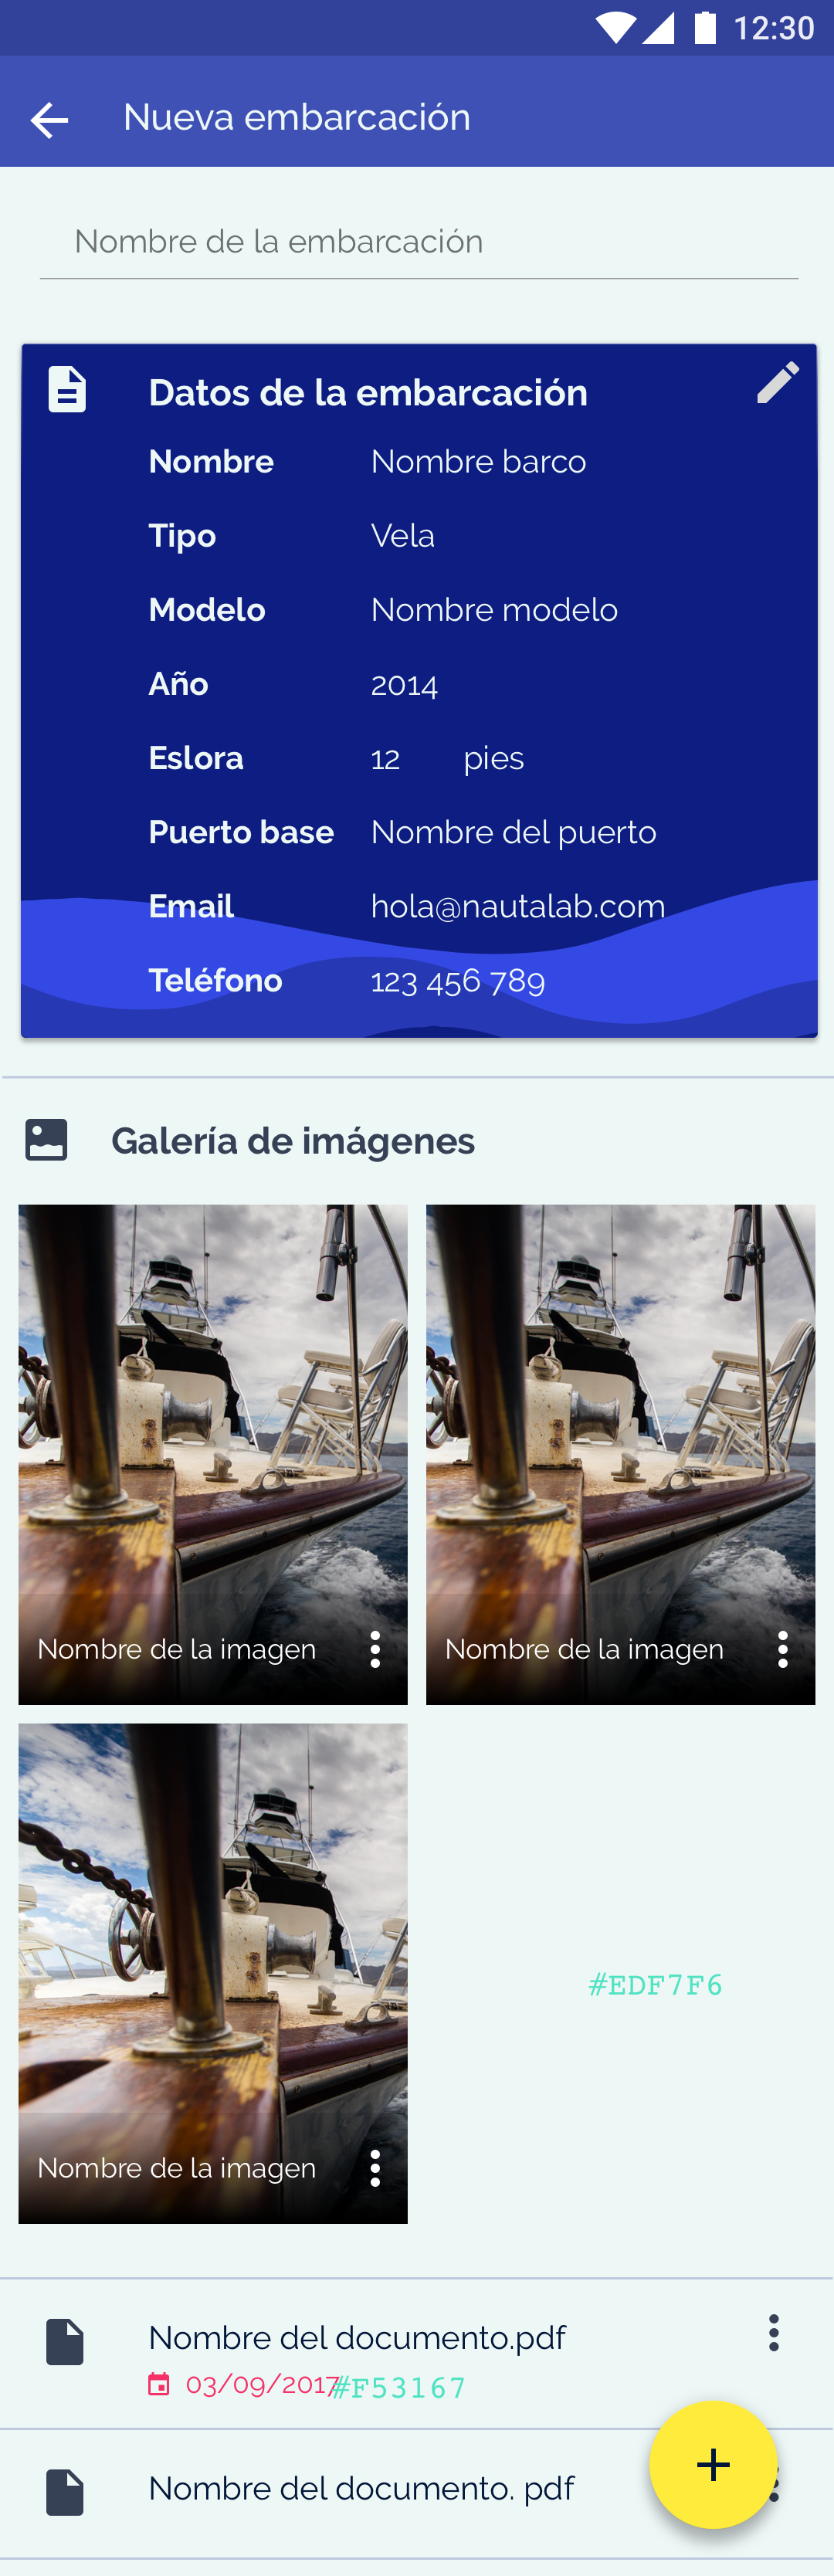 12:30
Nueva embarcación
Nombre de la embarcación
Datos de la embarcación
Nombre Nombre barco
Tipo Vela
Modelo Nombre modelo
Año 2014
Eslora 12 pies
Puerto base Nombre del puerto
Email hola@nautalab.com
Teléfono 123 456 789
Galería de imágenes
Nombre de la imagen Nombre de la imagen
#EDF7F6
Nombre de la imagen
Nombre del documento.pdf
03/09/2017 #F53167
Nombre del documento. pdf